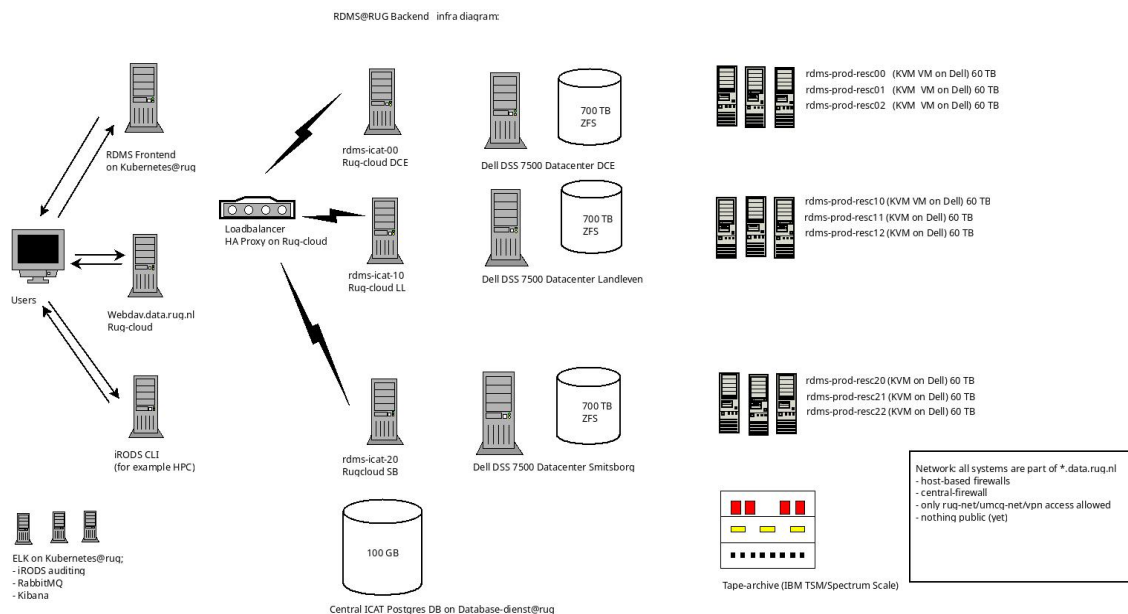 RDMS@RUG Backend infra diagram:
RDMS Frontend
on Kubernetes@rug
Users
Webdav.data.rug.nl
Rug-cloud
iRODS CLI
(for example HPC)
ELK on Kubernetes@rug;
- iRODS auditing
- RabbitMQ
- Kibana
Loadbalancer
HA Proxy on Rug-cloud
rdms-icat-00
Rug-cloud DCE
rdms-icat-10
Rug-cloud LL
rdms-icat-20
Rugcloud SB
100 GB
Central ICAT Postgres DB on Database-dienst@rug
700 TB
ZFS
Dell DSS 7500 Datacenter DCE
700 TB
ZFS
Dell DSS 7500 Datacenter Landleven
700 TB
ZFS
Dell DSS 7500 Datacenter Smitsborg
rdms-prod-resc00 (KVM VM on Dell) 60 TB
rdms-prod-resc01 (KVM VM on Dell) 60 TB
rdms-prod-resc02 (KVM VM on Dell) 60 TB
rdms-prod-resc10 (KVM VM on Dell) 60 TB
rdms-prod-resc11 (KVM on Dell) 60 TB
rdms-prod-resc12 (KVM on Dell) 60 TB
rdms-prod-resc20 (KVM on Dell) 60 TB
rdms-prod-resc21 (KVM on Dell) 60 TB
rdms-prod-resc22 (KVM on Dell) 60 TB
Tape-archive (IBM TSM/Spectrum Scale)
Network: all systems are part of *.data.rug.nl
- host-based firewalls
- central-firewall
- only rug-net/umcg-net/vpn access allowed
- nothing public (yet)